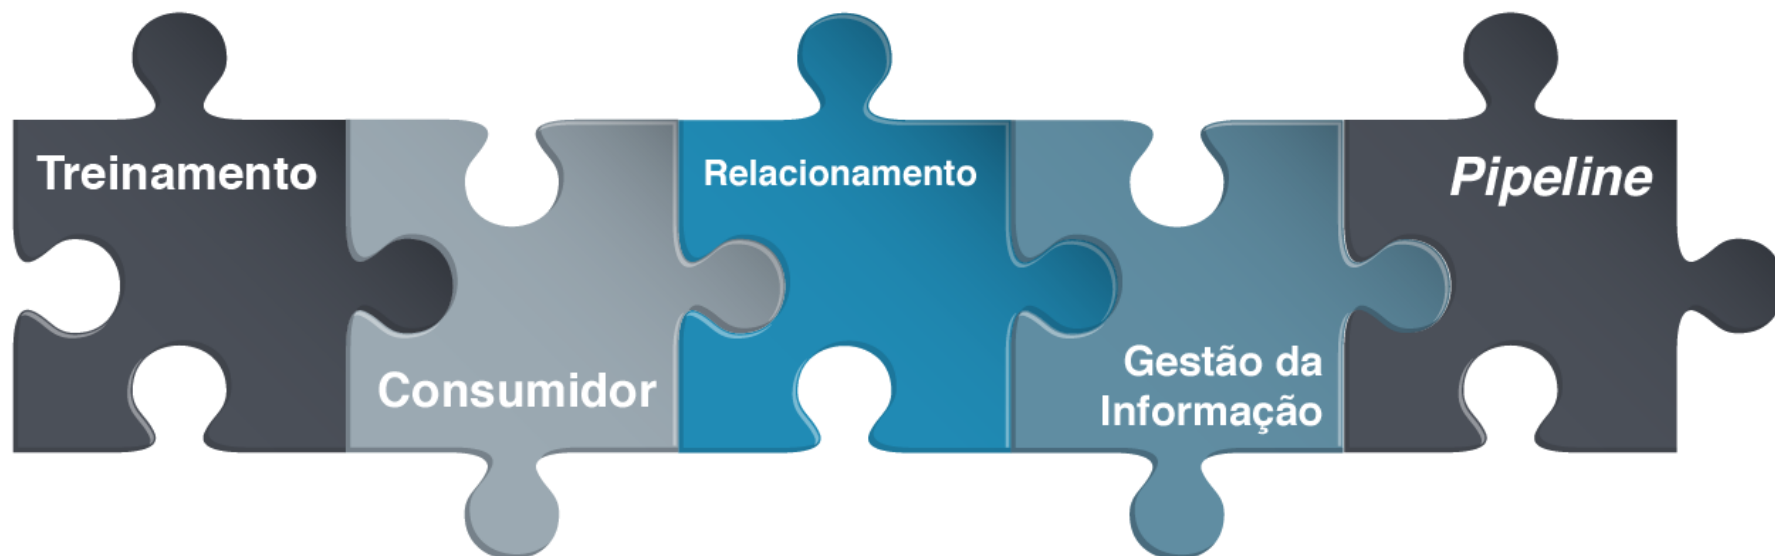 Treinamento
Consumidor
Relacionamento
Gestão da
Informação
Pipeline